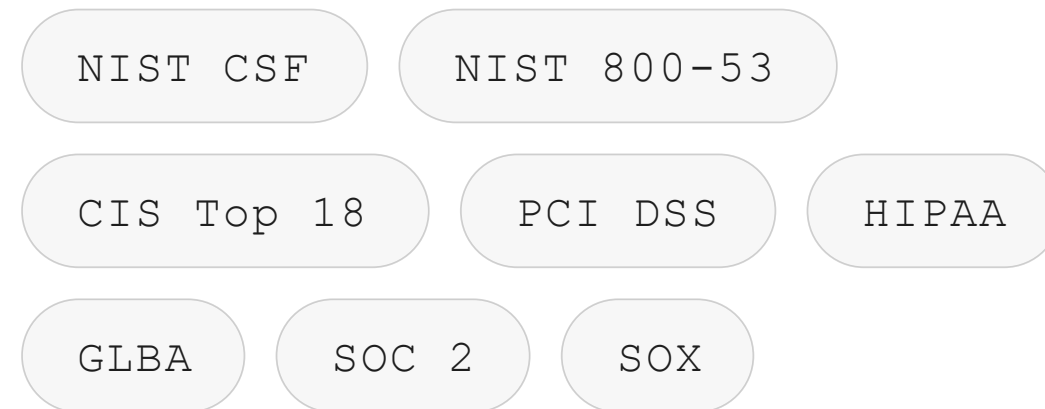 NIST CSF NIST 800-53
CIS Top 18 PCI DSS HIPAA
GLBA SOC 2 SOX